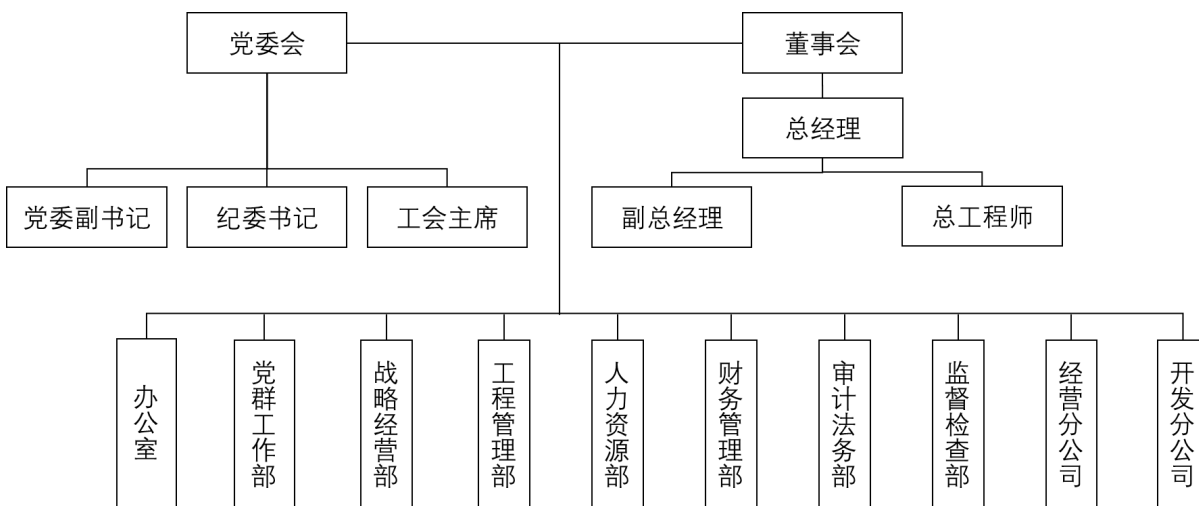 党委会
董事会
总经理
党委副书记
纪委书记
工会主席
副总经理
总工程师
办公室
党群工作部
战略经营部
工程管理部
人力资源部
财务管理部
审计法务部
监督检查部
经营分公司
开发分公司